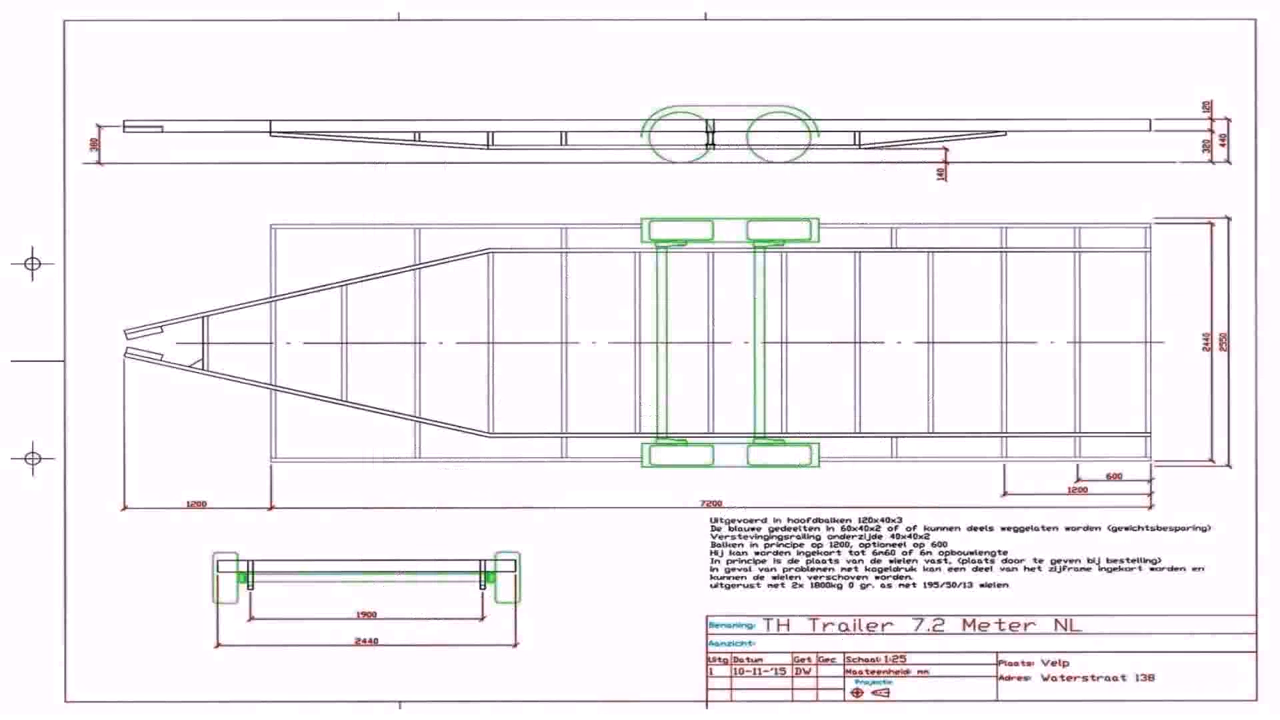 120
380
320
440
140
2440
2550
600
1200
1200
7200
Uitgevoerd in hoofdbalken 120x40x3
De blauwe gedeelten in 60x40x2 of of kunnen deels weggelaten worden (gewichtsbesparing)
Verstevingingsrailing onderzijde 40x40x2
Balken in principe op 1200, optioneel op 600
Hij kan worden ingekort tot 6m60 of 6m opbouwlengte
In principe is de plaats van de wielen vast, (plaats door te geven bij bestelling)
In geval van problemen met kogeldruk kan een deel van het zijframe ingekort worden en
kunnen de wielen verschoven worden.
uitgerust met 2x 1800kg 0 gr. as met 195/50/13 wielen
1900
2440
Benaming: TH Trailer 7.2 Meter NL
Aanzicht:
Uitg Datum Get Gec Schaal: 1:25
1 10-11-'15 DW Maateenheid: mm
Projectie
Plaats: Velp
Adres: Waterstraat 13B